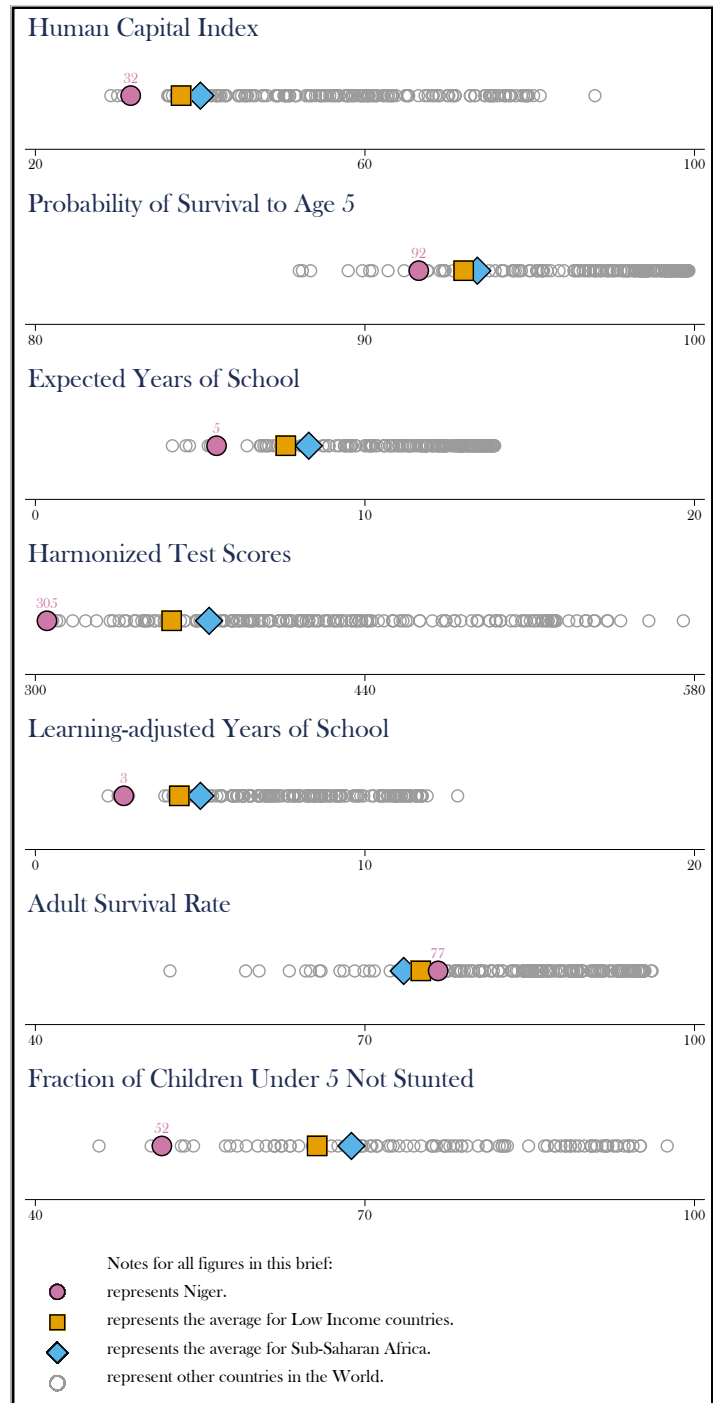 Human Capital Index
32
20 60 100
Probability of Survival to Age 5
92
80 90 100
Expected Years of School
5
0 10 20
Harmonized Test Scores
305
300 440 580
Learning-adjusted Years of School
3
0 10 20
Adult Survival Rate
77
40 70 100
Fraction of Children Under 5 Not Stunted
52
40 70 100
Notes for all figures in this brief:
represents Niger.
represents the average for Low Income countries.
represents the average for Sub-Saharan Africa.
represent other countries in the World.